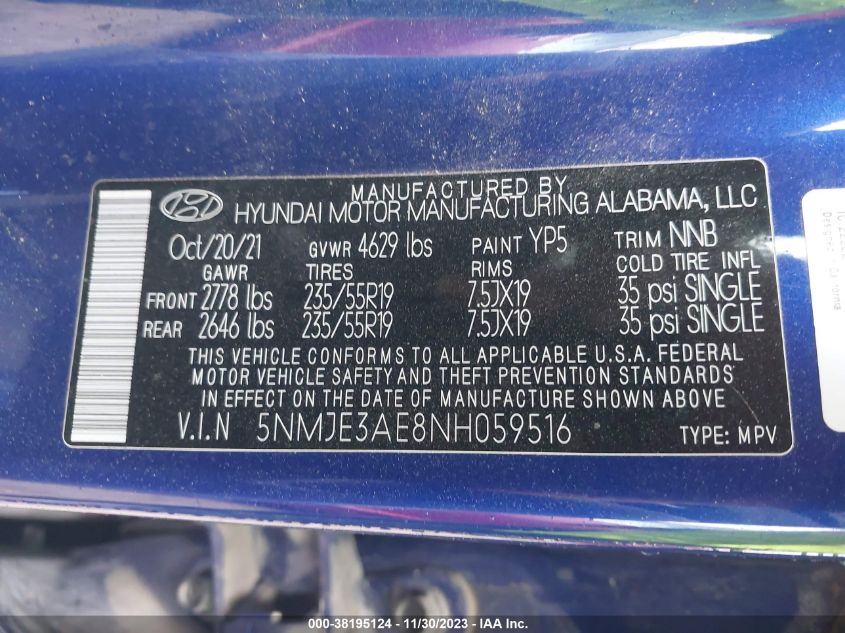 MANUFACTURED BY
HYUNDAI MOTOR MANUFACTURING ALABAMA, LLC
Oct/20/21 GVWR 4629 lbs PAINT YP5 TRIM NNB
GAWR TIRES RIMS COLD TIRE INFL
FRONT 2778 lbs 235/55R19 7.5JX19 35 psi SINGLE
REAR 2646 lbs 235/55R19 7.5JX19 35 psi SINGLE
THIS VEHICLE CONFORMS TO ALL APPLICABLE U.S.A. FEDERAL
MOTOR VEHICLE SAFETY AND THEFT PREVENTION STANDARDS
IN EFFECT ON THE DATE OF MANUFACTURE SHOWN ABOVE.
V.I.N 5NMJE3AE8NH059516 TYPE: MPV
000-38195124 - 11/30/2023 -